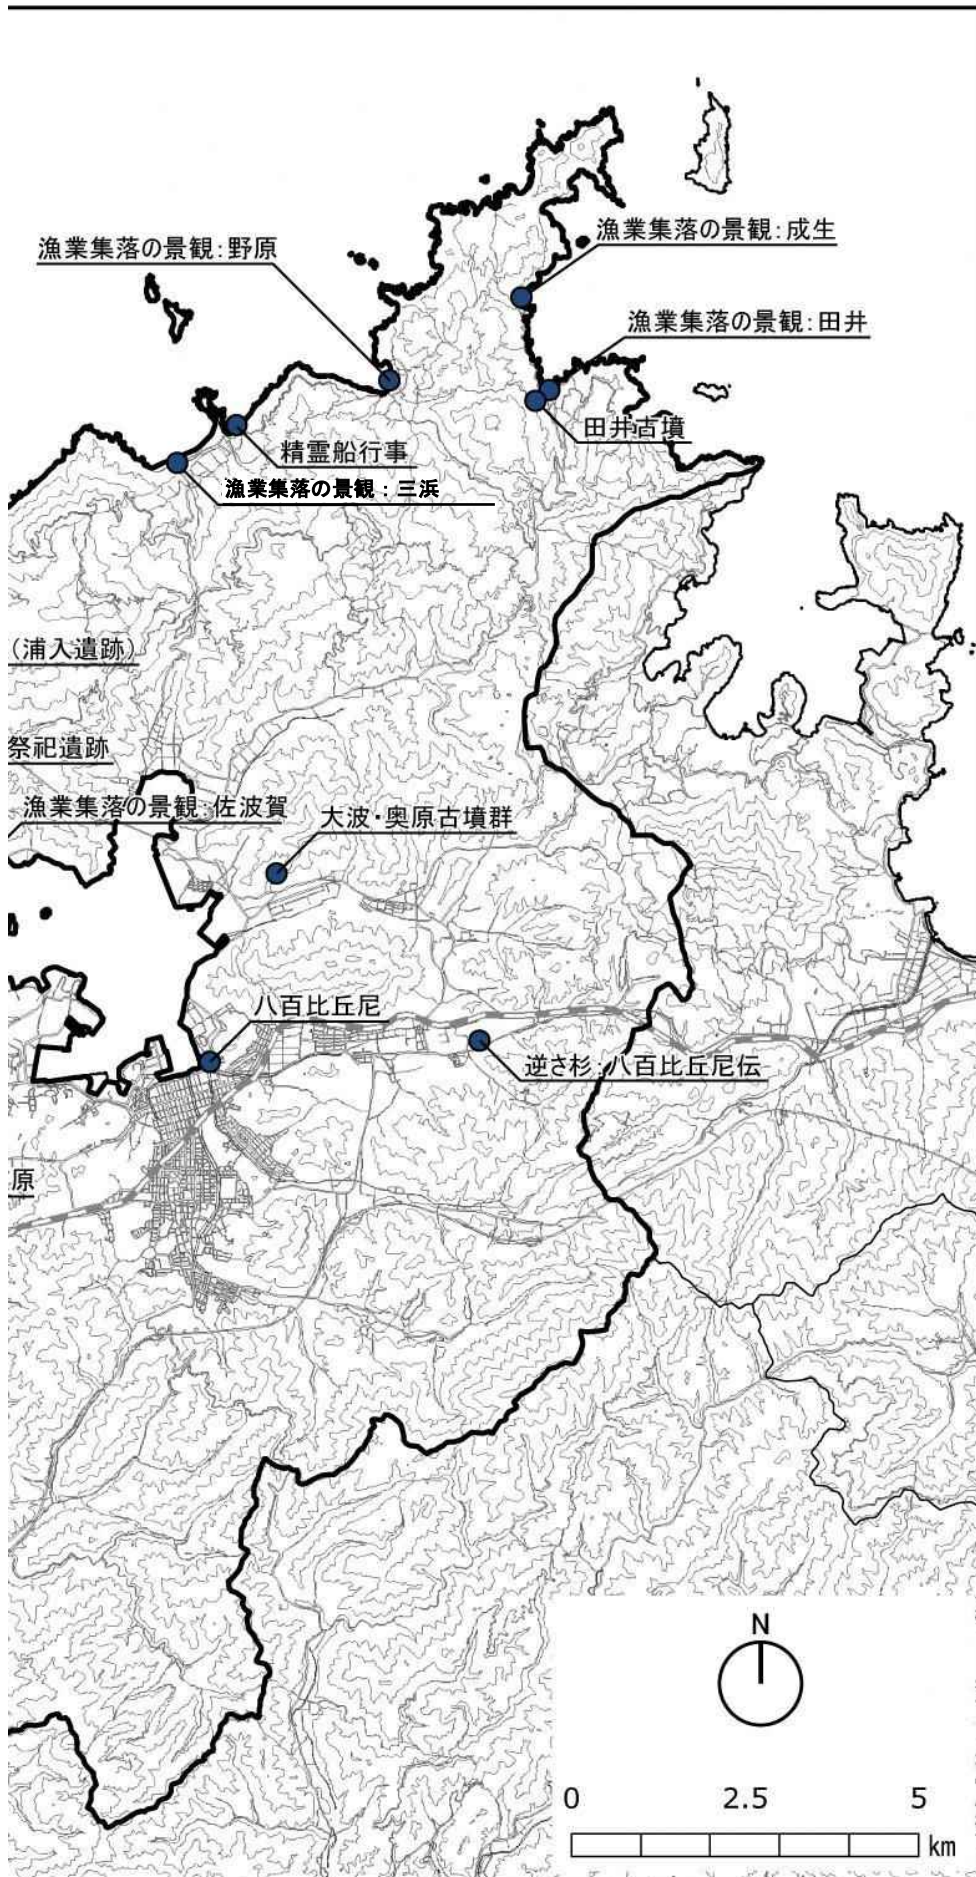 漁業集落の景観：成生
漁業集落の景観：野原
漁業集落の景観：田井
田井古墳
精霊船行事
漁業集落の景観：三浜
（浦入遺跡）
祭祀遺跡
漁業集落の景観：佐波賀
大波・奥原古墳群
八百比丘尼
逆さ杉：八百比丘尼伝
原
N
0 2.5 5
km